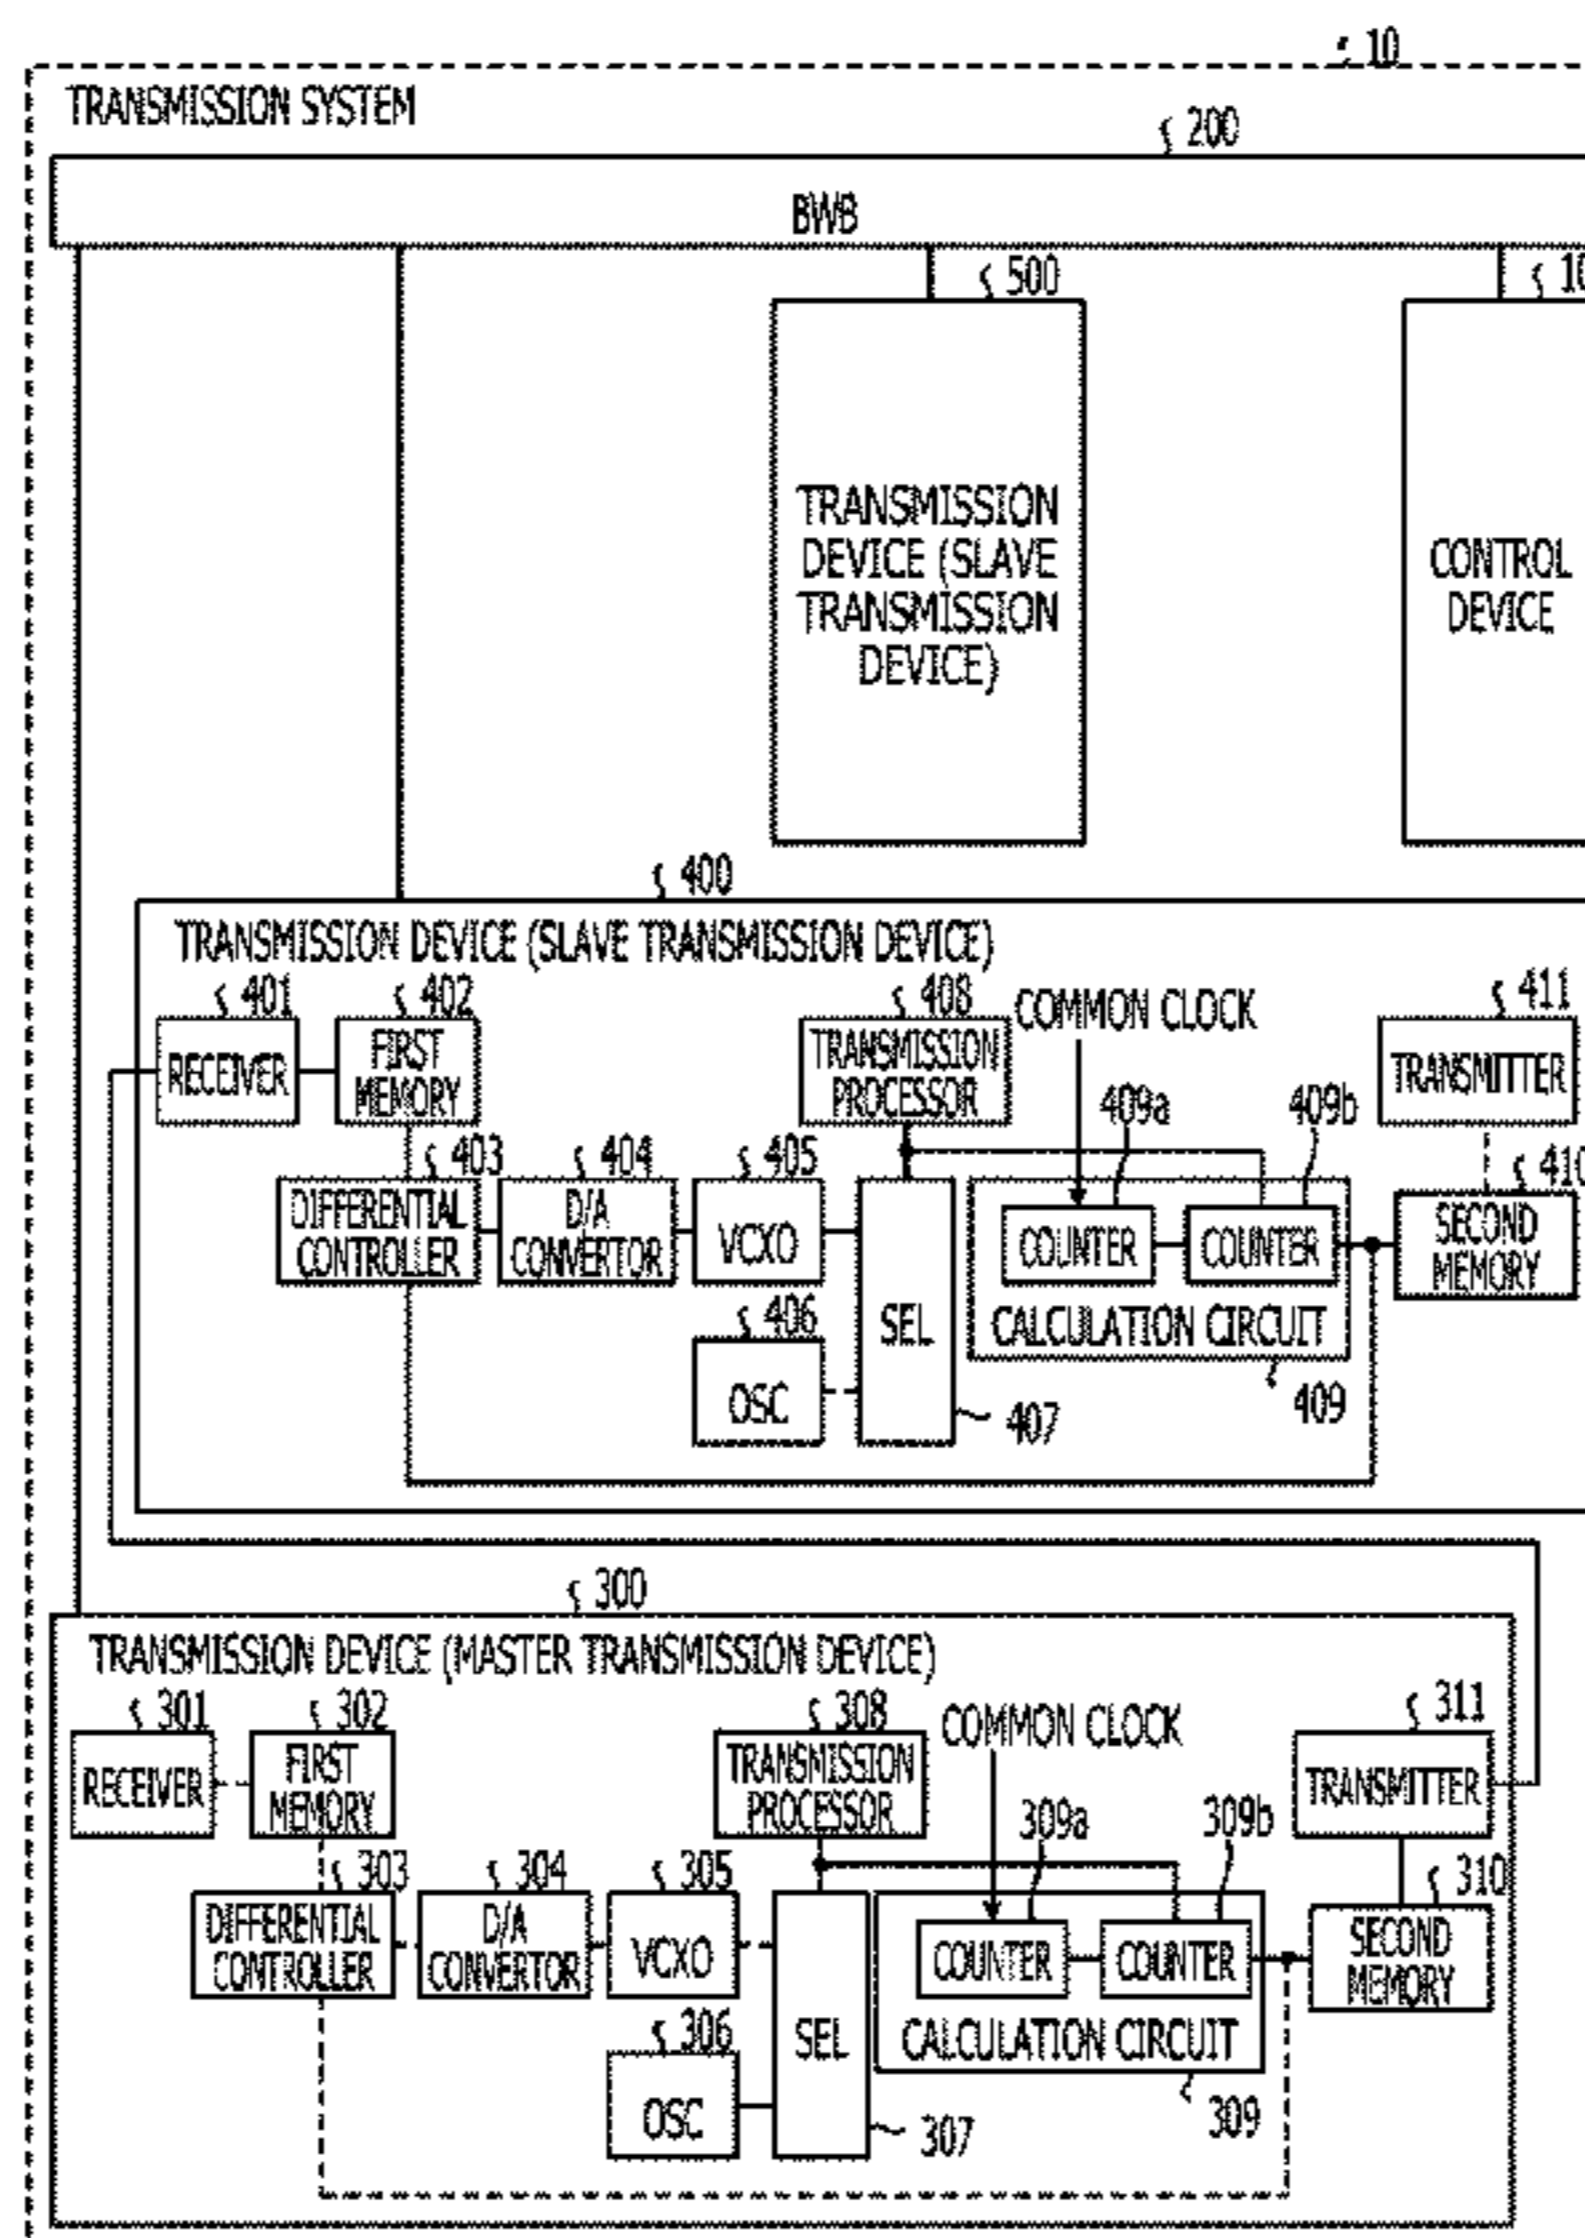 10
TRANSMISSION SYSTEM
200
BWB
500
TRANSMISSION
DEVICE (SLAVE
TRANSMISSION
DEVICE)
CONTROL
DEVICE
400
TRANSMISSION DEVICE (SLAVE TRANSMISSION DEVICE)
401
RECEIVER
402
FIRST
MEMORY
408
TRANSMISSION
PROCESSOR
COMMON CLOCK
409a
409b
411
TRANSMITTER
403
DIFFERENTIAL
CONTROLLER
404
D/A
CONVERTOR
405
VCXO
406
OSC
SEL
407
COUNTER
COUNTER
CALCULATION CIRCUIT
409
410
SECOND
MEMORY
300
TRANSMISSION DEVICE (MASTER TRANSMISSION DEVICE)
301
RECEIVER
302
FIRST
MEMORY
308
TRANSMISSION
PROCESSOR
COMMON CLOCK
309a
309b
311
TRANSMITTER
303
DIFFERENTIAL
CONTROLLER
304
D/A
CONVERTOR
305
VCXO
306
OSC
SEL
307
COUNTER
COUNTER
CALCULATION CIRCUIT
309
310
SECOND
MEMORY